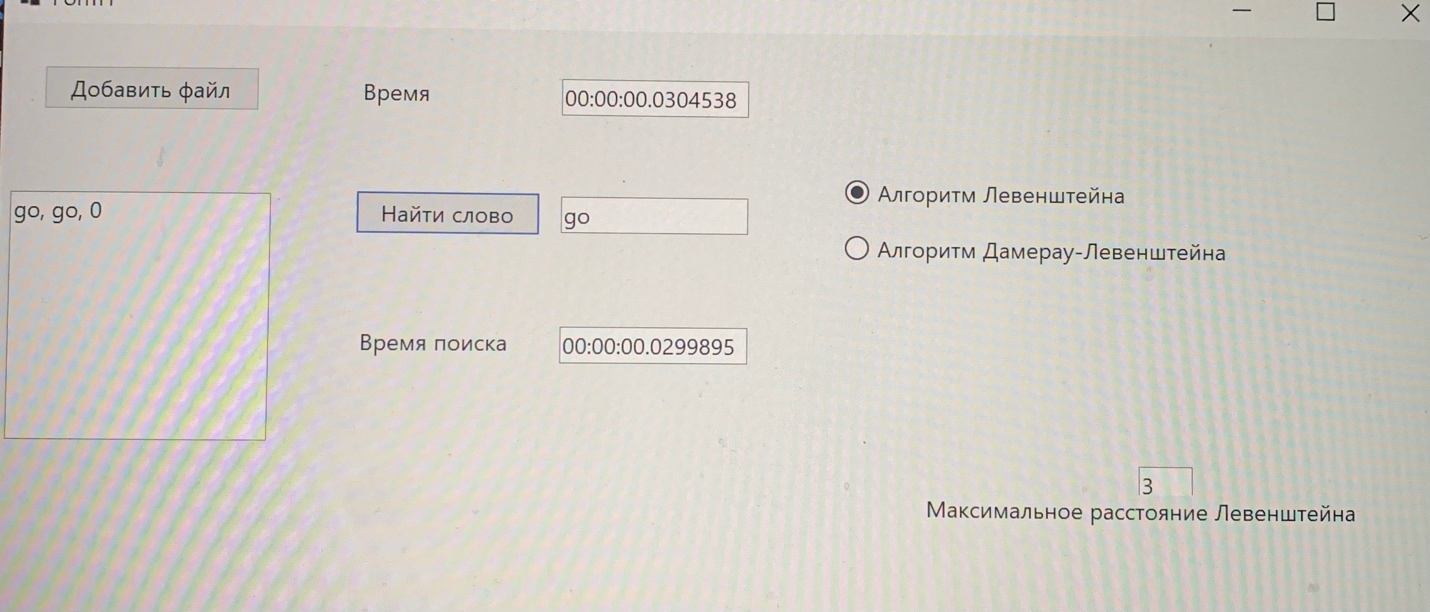 Добавить файл
Время
00:00:00.0304538
go, go, 0
Найти слово
go
Алгоритм Левенштейна
Алгоритм Дамерау-Левенштейна
Время поиска
00:00:00.0299895
3
Максимальное расстояние Левенштейна